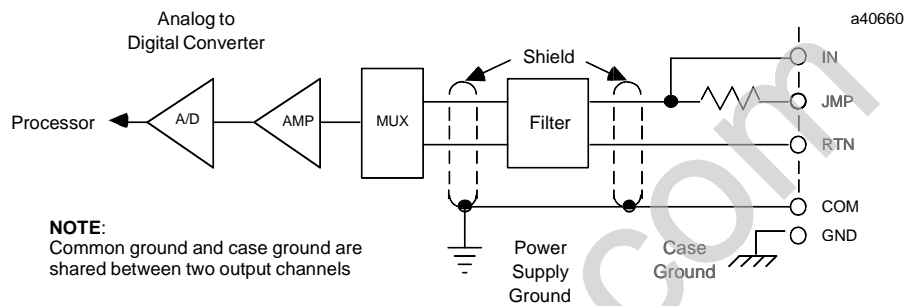 a40660
Analog to
Digital Converter
Shield
IN
Processor
A/D
AMP
MUX
Filter
JMP
RTN
COM
GND
NOTE:
Common ground and case ground are
shared between two output channels
Power
Supply
Ground
Case
Ground
com